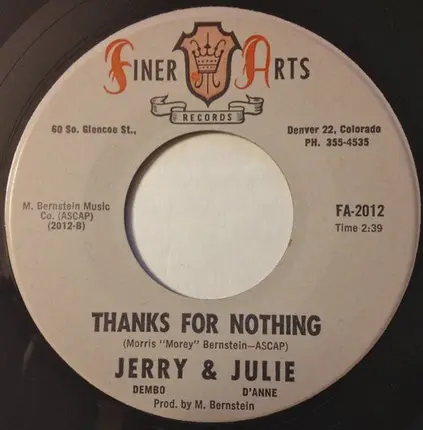 FINER ARTS
RECORDS
60 So. Glencoe St.,
Denver 22, Colorado
PH. 355-4535
M. Bernstein Music
Co. (ASCAP)
(2012-B)
FA-2012
Time 2:39
THANKS FOR NOTHING
(Morris "Morey" Bernstein—ASCAP)
JERRY & JULIE
DEMBO D'ANNE
Prod. by M. Bernstein